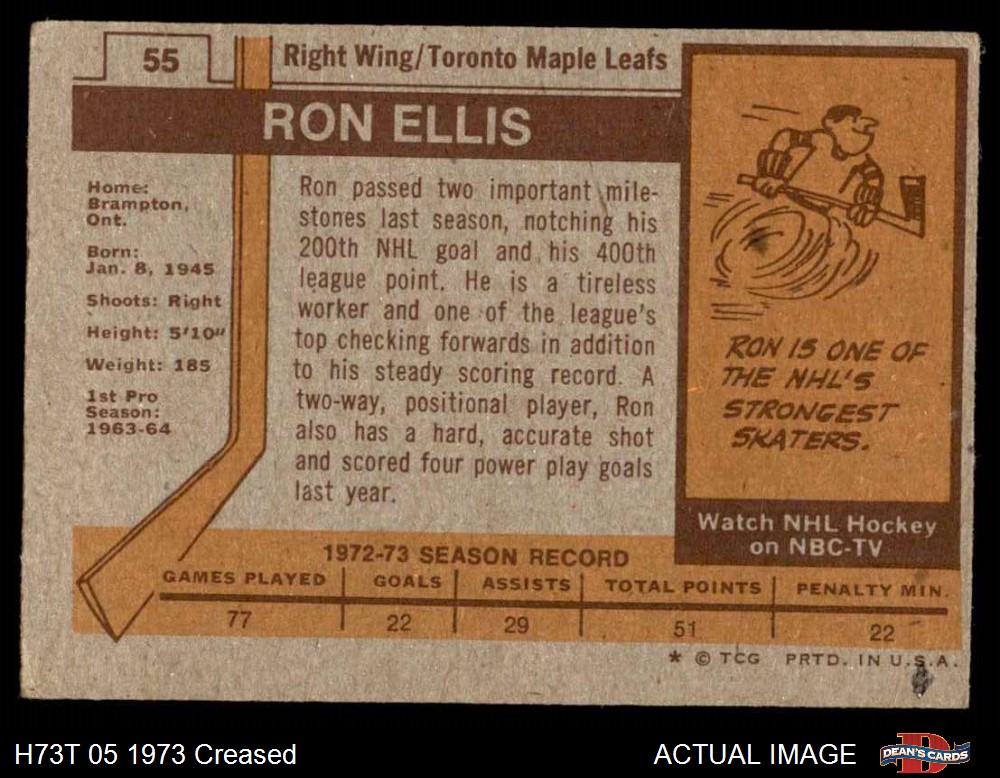 55
Right Wing/Toronto Maple Leafs
RON ELLIS
Home:
Brampton,
Ont.
Born:
Jan. 8, 1945
Shoots: Right
Height: 5'10"
Weight: 185
1st Pro
Season:
1963-64
Ron passed two important mile-
stones last season, notching his
200th NHL goal and his 400th
league point. He is a tireless
worker and one of the league's
top checking forwards in addition
to his steady scoring record. A
two-way, positional player, Ron
also has a hard, accurate shot
and scored four power play goals
last year.
RON IS ONE OF
THE NHL'S
STRONGEST
SKATERS.
Watch NHL Hockey
on NBC-TV
1972-73 SEASON RECORD
GAMES PLAYED GOALS ASSISTS TOTAL POINTS PENALTY MIN.
77 22 29 51 22
* © TCG PRTD. IN U.S.A.
H73T 05 1973 Creased
ACTUAL IMAGE
DEAN'S CARDS